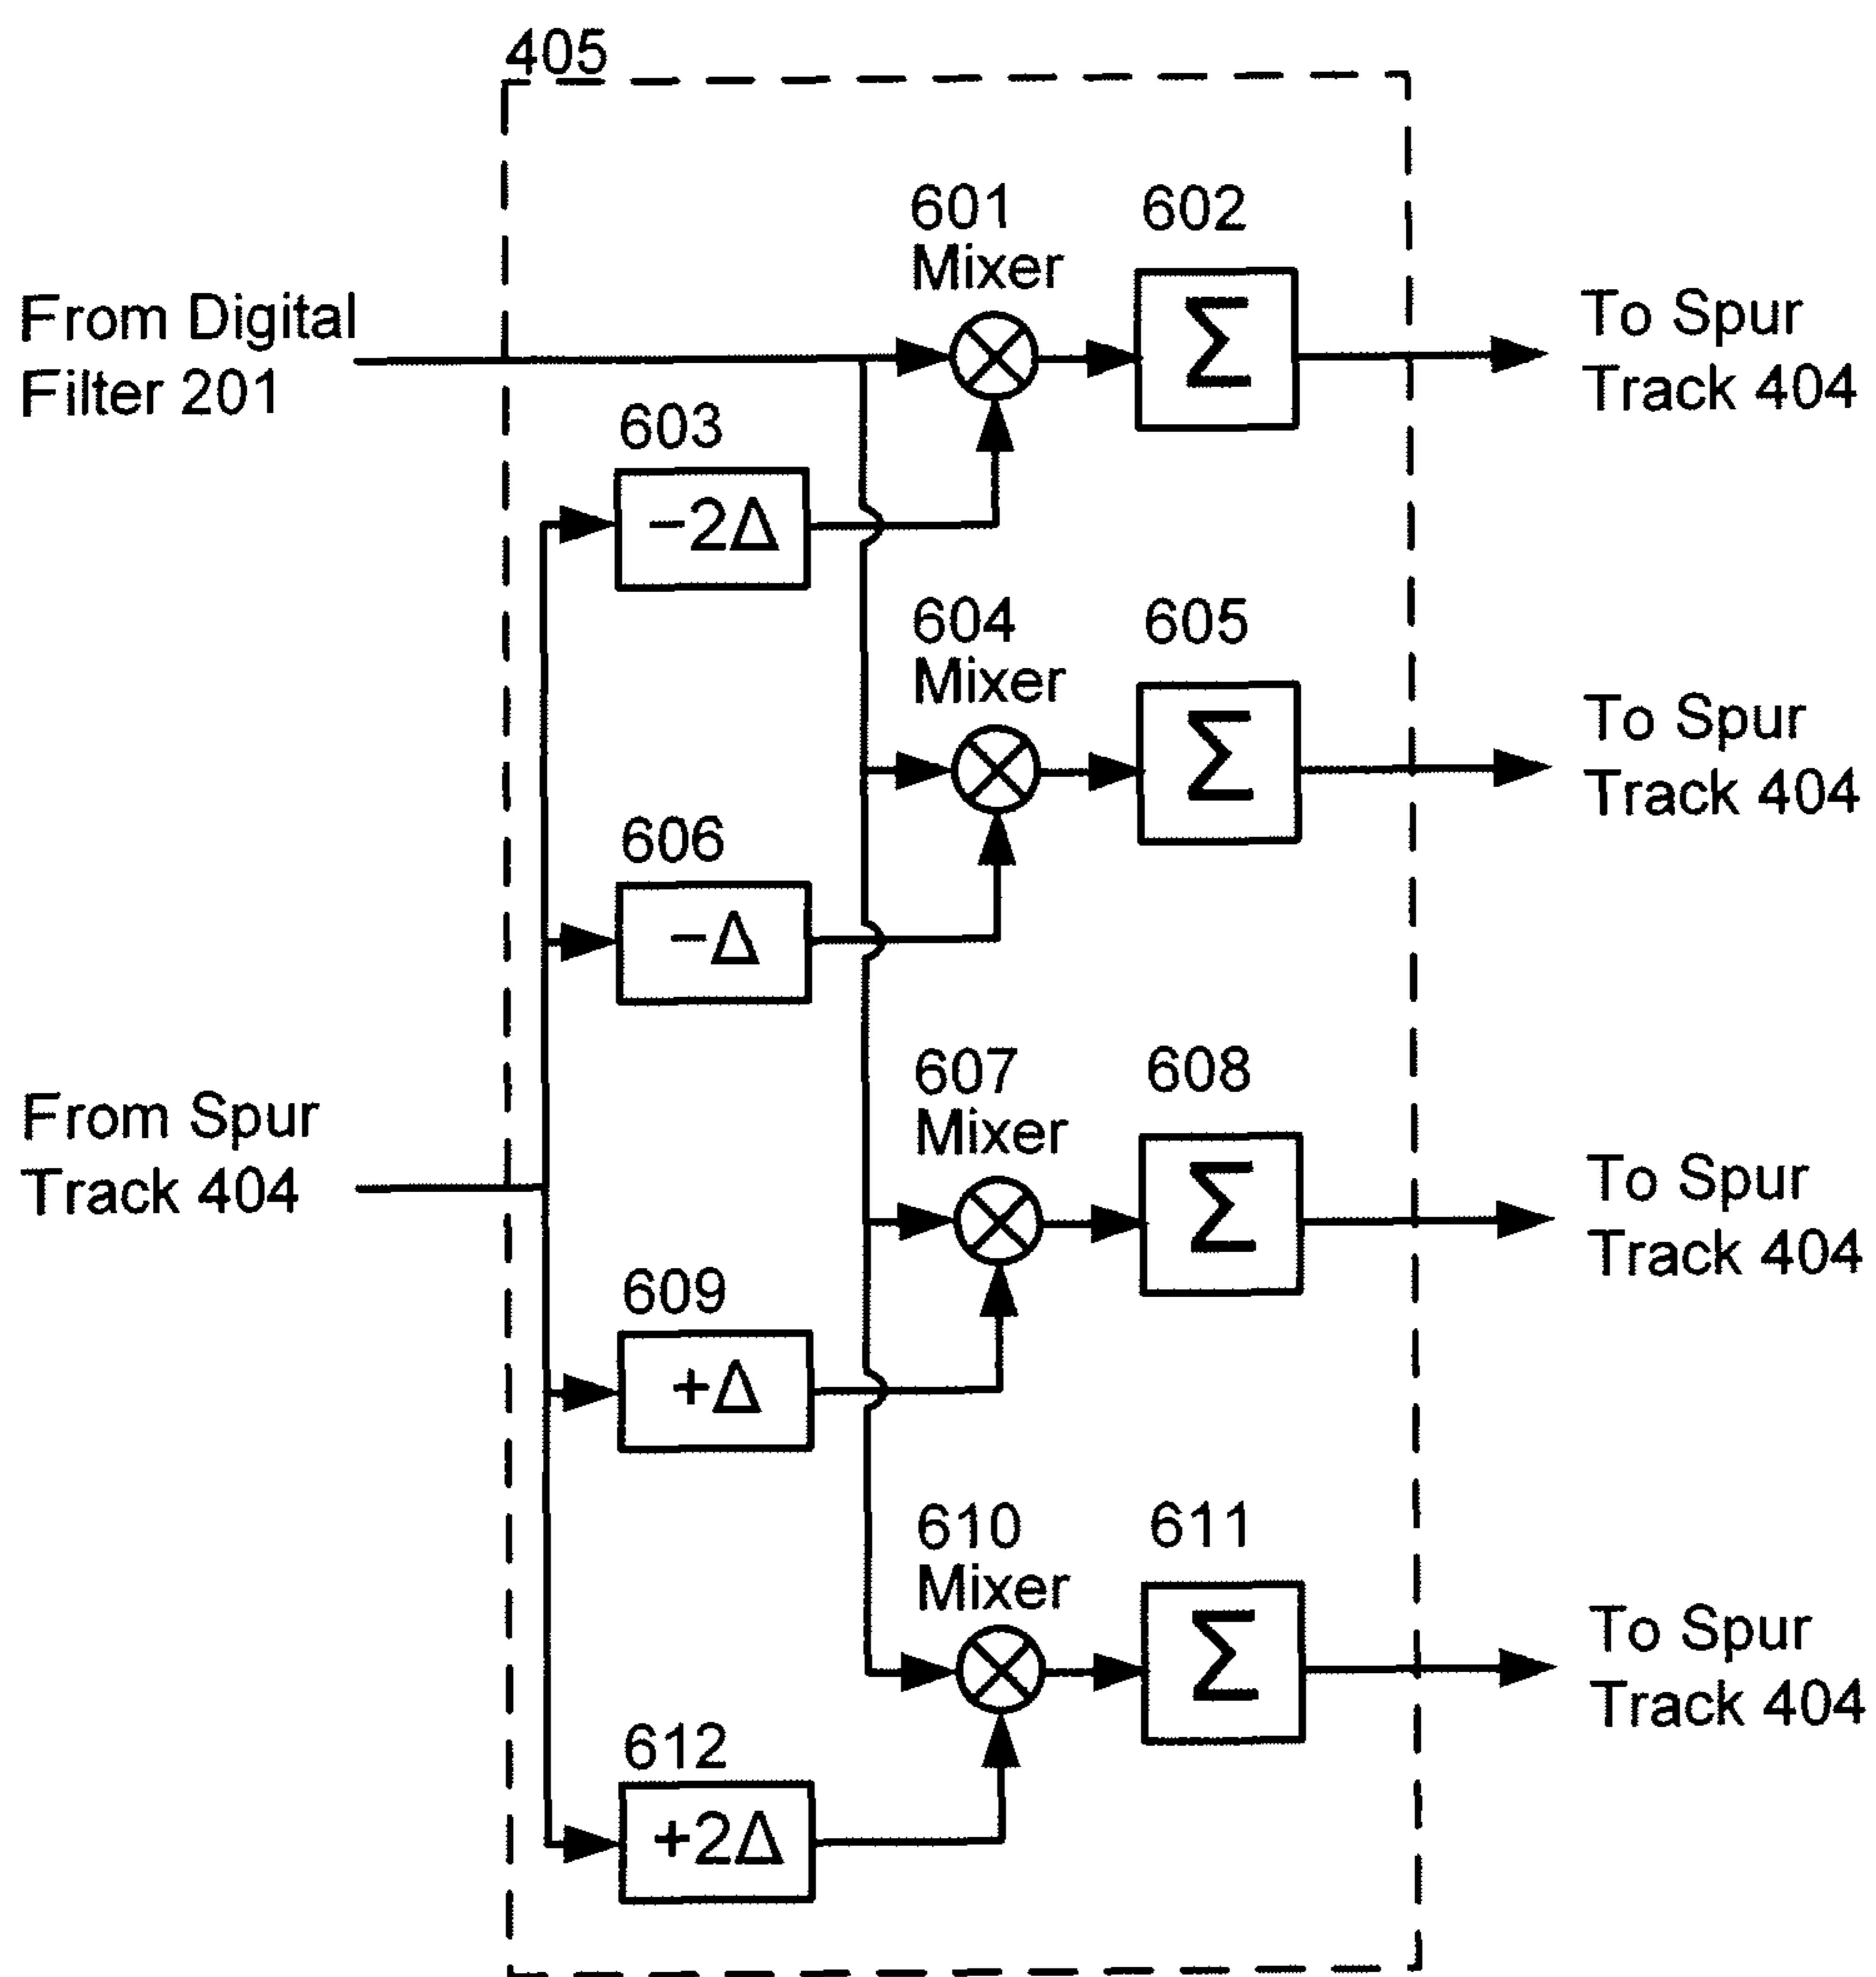 405
601
Mixer
602
From Digital
Filter 201
Σ
To Spur
Track 404
603
−2Δ
604
Mixer
605
Σ
To Spur
Track 404
606
−Δ
607
Mixer
608
From Spur
Track 404
Σ
To Spur
Track 404
609
+Δ
610
Mixer
611
Σ
To Spur
Track 404
612
+2Δ